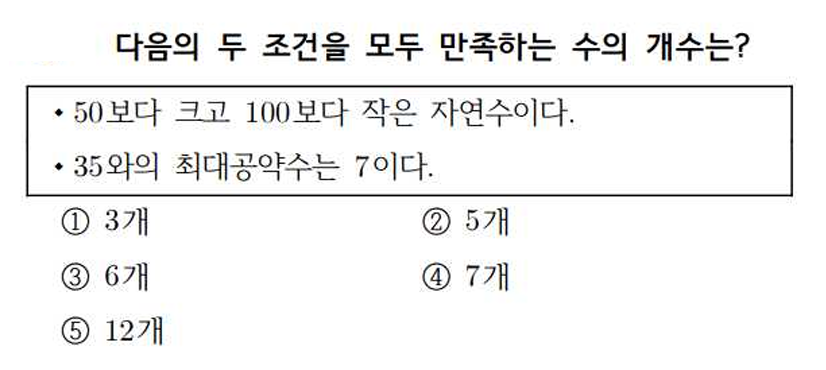 다음의 두 조건을 모두 만족하는 수의 개수는?
• 50보다 크고 100보다 작은 자연수이다.
• 35와의 최대공약수는 7이다.
① 3개 ② 5개
③ 6개 ④ 7개
⑤ 12개